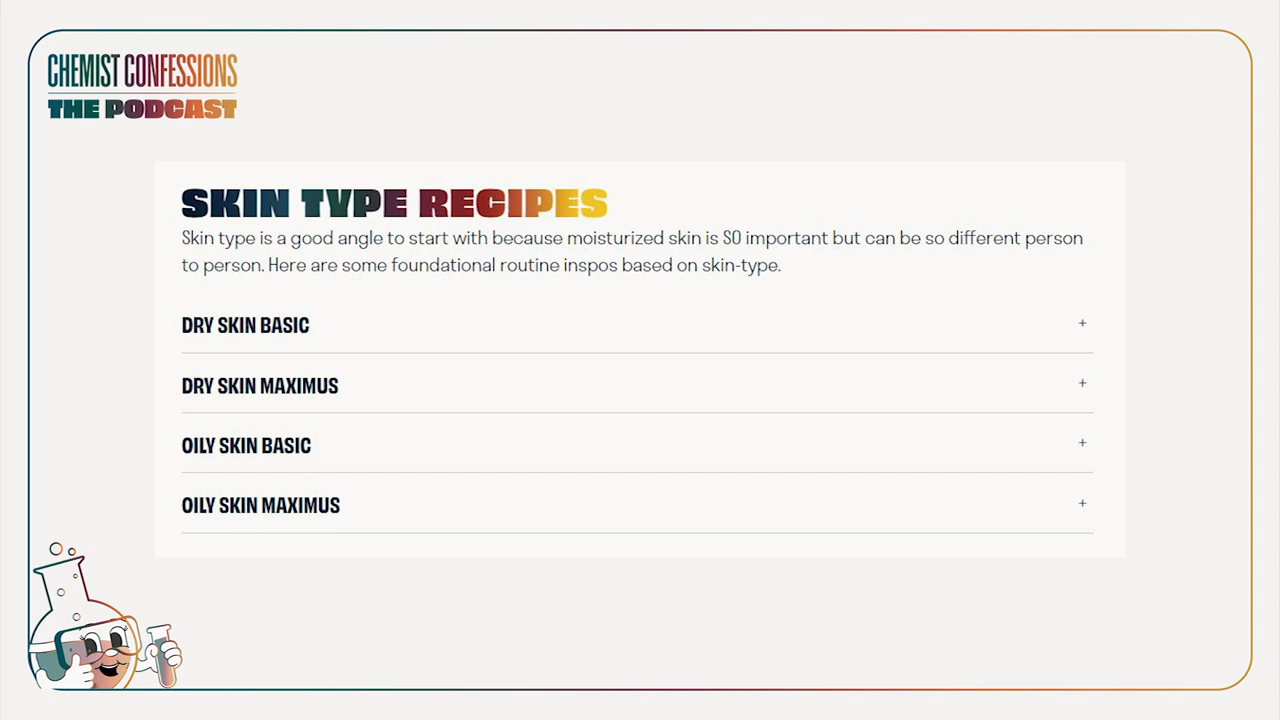 CHEMIST CONFESSIONS
THE PODCAST
SKIN TYPE RECIPES
Skin type is a good angle to start with because moisturized skin is SO important but can be so different person
to person. Here are some foundational routine inspos based on skin-type.
DRY SKIN BASIC +
DRY SKIN MAXIMUS +
OILY SKIN BASIC +
OILY SKIN MAXIMUS +